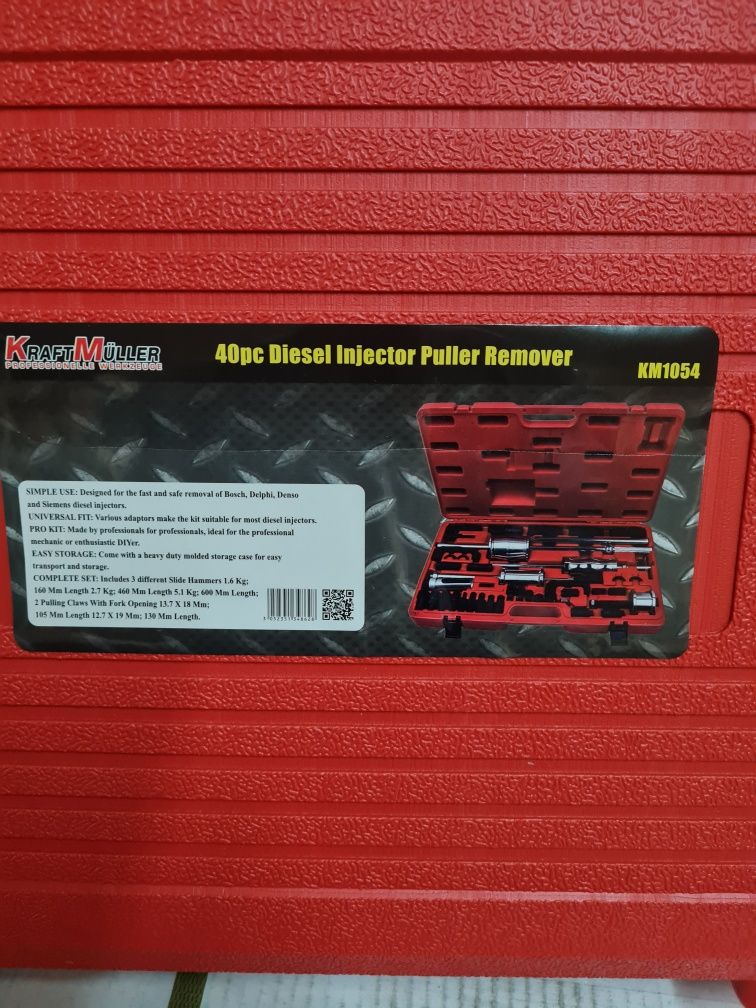 KRAFTMÜLLER
PROFESSIONELLE WERKZEUGE
40pc Diesel Injector Puller Remover
KM1054
SIMPLE USE: Designed for the fast and safe removal of Bosch, Delphi, Denso
and Siemens diesel injectors.
UNIVERSAL FIT: Various adaptors make the kit suitable for most diesel injectors.
PRO KIT: Made by professionals for professionals, ideal for the professional
mechanic or enthusiastic DIYer.
EASY STORAGE: Come with a heavy duty molded storage case for easy
transport and storage.
COMPLETE SET: Includes 3 different Slide Hammers 1.6 Kg;
160 Mm Length 2.7 Kg; 460 Mm Length 5.1 Kg; 600 Mm Length;
2 Pulling Claws With Fork Opening 13.7 X 18 Mm;
105 Mm Length 12.7 X 19 Mm; 130 Mm Length.